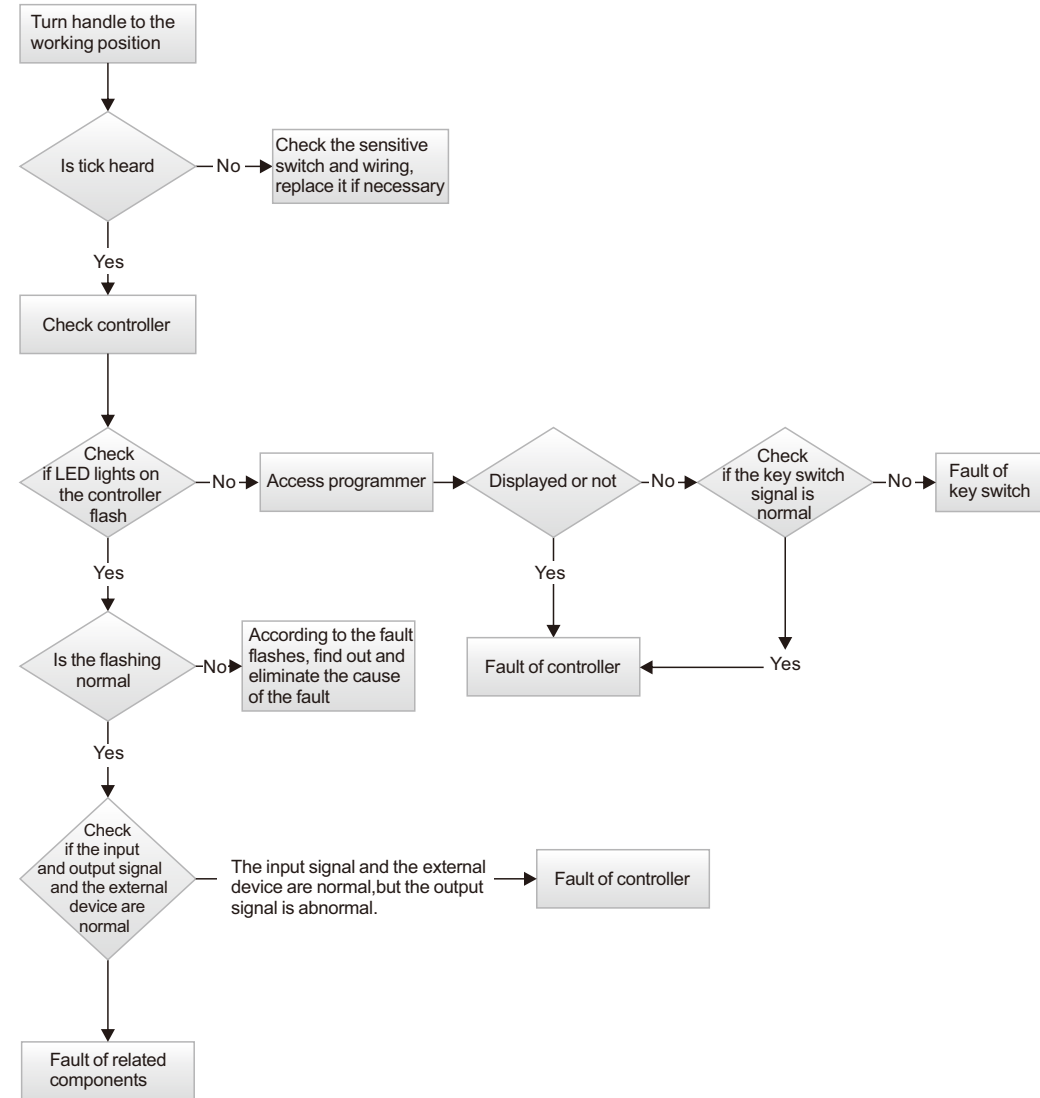 Turn handle to the
working position
Is tick heard
No
Check the sensitive
switch and wiring,
replace it if necessary
Yes
Check controller
Check
if LED lights on
the controller
flash
No
Access programmer
Displayed or not
No
Check
if the key switch
signal is
normal
No
Fault of
key switch
Yes
Yes
Is the flashing
normal
No
According to the fault
flashes, find out and
eliminate the cause
of the fault
Fault of controller
Yes
Yes
Check
if the input
and output signal
and the external
device are
normal
The input signal and the external
device are normal,but the output
signal is abnormal.
Fault of controller
Fault of related
components